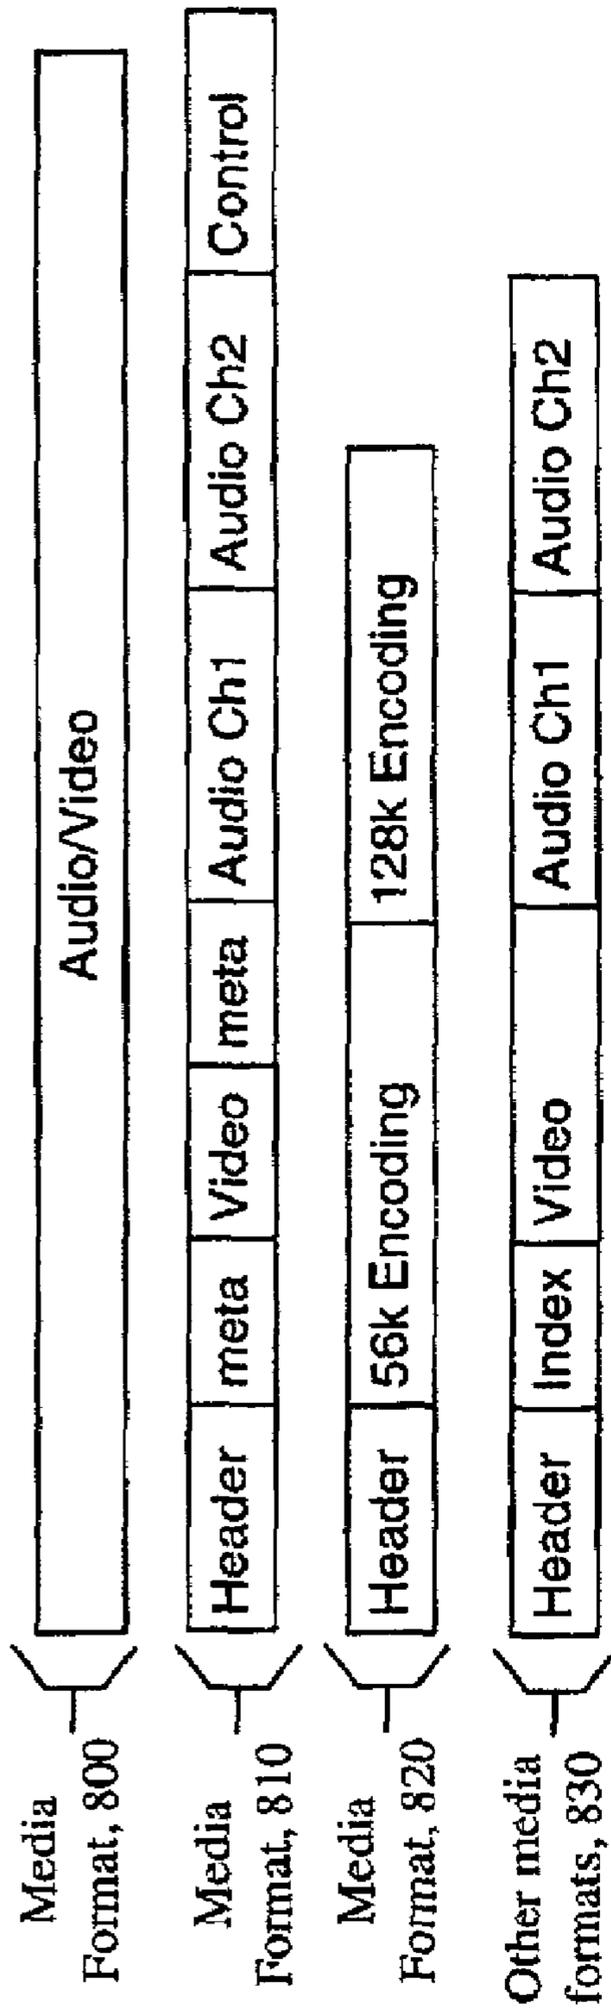 Media
Format, 800
Audio/Video
Media
Format, 810
Header
meta
Video
meta
Audio Ch1
Audio Ch2
Control
Media
Format, 820
Header
56k Encoding
128k Encoding
Other media
formats, 830
Header
Index
Video
Audio Ch1
Audio Ch2